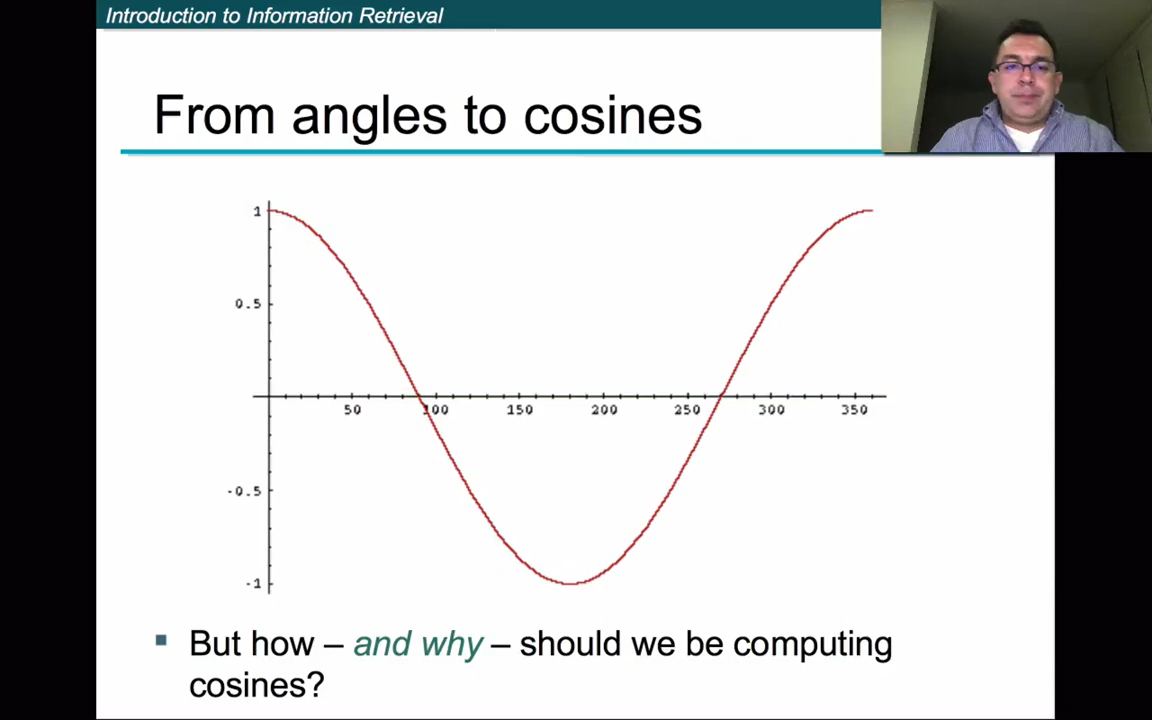 Introduction to Information Retrieval
From angles to cosines
1
0.5
50 100 150 200 250 300 350
-0.5
-1
▪ But how – and why – should we be computing
cosines?